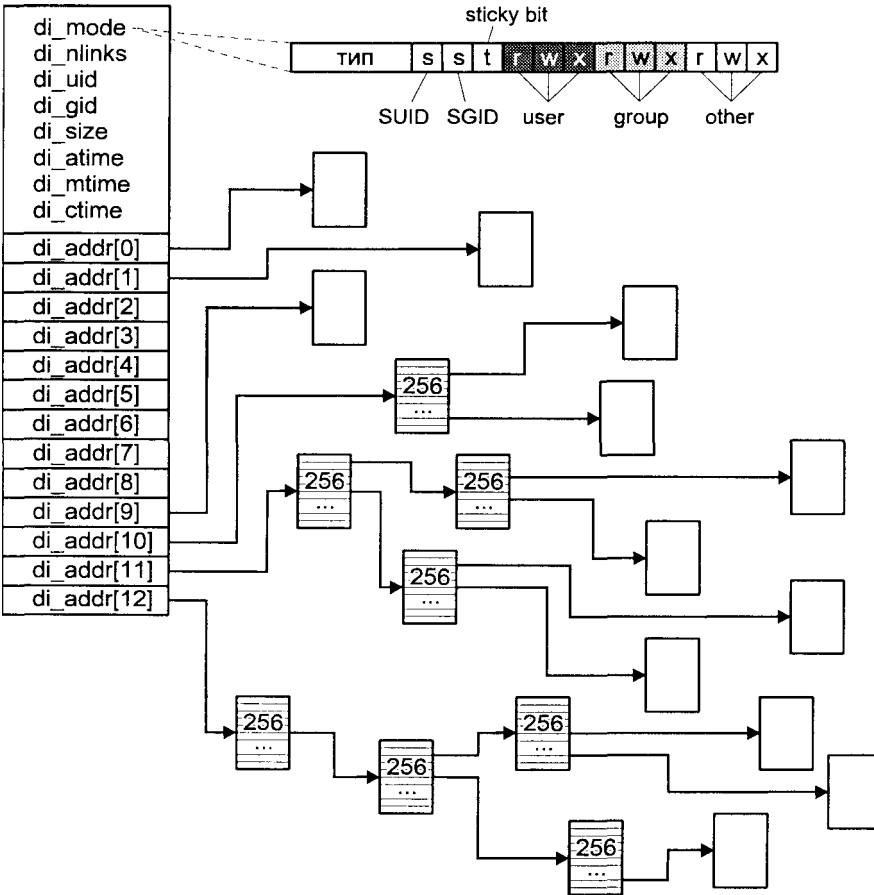 sticky bit
di_mode
тип s s t r w x r w x r w x
di_nlinks
di_uid
SUID SGID user group other
di_gid
di_size
di_atime
di_mtime
di_ctime
di_addr[0]
di_addr[1]
di_addr[2]
di_addr[3]
di_addr[4]
di_addr[5]
di_addr[6]
di_addr[7]
di_addr[8]
di_addr[9]
di_addr[10]
di_addr[11]
di_addr[12]
256
...
256
...
256
...
256
...
256
...
256
...
256
...
...